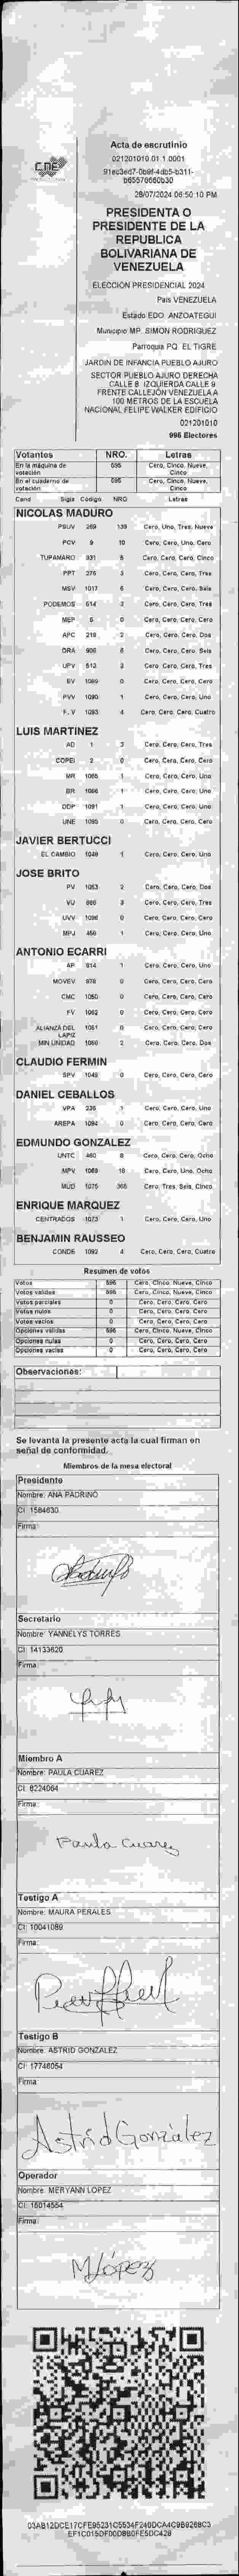 CNE
Acta de escrutinio
021201010.01.1.0001
28/07/2024 06:50:10 PM
PRESIDENTA O
PRESIDENTE DE LA
REPUBLICA
BOLIVARIANA DE
VENEZUELA
ELECCIÓN PRESIDENCIAL 2024
País VENEZUELA
Estado EDO. ANZOATEGUI
Municipio MP. SIMON RODRIGUEZ
Parroquia PQ. EL TIGRE
JARDIN DE INFANCIA PUEBLO AJURO
SECTOR PUEBLO AJURO DERECHA
CALLE 8. IZQUIERDA CALLE 9.
FRENTE CALLEJÓN VENEZUELA A
100 METROS DE LA ESCUELA
NACIONAL FELIPE WALKER EDIFICIO
021201010
996 Electores
Votantes NRO. Letras
En la máquina de votación 595 Cero, Cinco, Nueve, Cinco
En el cuaderno de votación 595 Cero, Cinco, Nueve, Cinco
Cand Sigla Código NRO Letras
NICOLAS MADURO
PSUV 269 139 Cero, Uno, Tres, Nueve
PCV 9 10 Cero, Cero, Uno, Cero
TUPAMARO 331 5 Cero, Cero, Cero, Cinco
PPT 275 3 Cero, Cero, Cero, Tres
MSV 1017 6 Cero, Cero, Cero, Seis
PODEMOS 614 3 Cero, Cero, Cero, Tres
MEP 5 0 Cero, Cero, Cero, Cero
APC 219 2 Cero, Cero, Cero, Dos
ORA 906 6 Cero, Cero, Cero, Seis
UPV 513 3 Cero, Cero, Cero, Tres
EV 1089 0 Cero, Cero, Cero, Cero
PVV 1090 1 Cero, Cero, Cero, Uno
F. V 1093 4 Cero, Cero, Cero, Cuatro
LUIS MARTINEZ
AD 1 3 Cero, Cero, Cero, Tres
COPEI 2 0 Cero, Cero, Cero, Cero
MR 1065 1 Cero, Cero, Cero, Uno
BR 1066 1 Cero, Cero, Cero, Uno
DDP 1091 1 Cero, Cero, Cero, Uno
UNE 1095 0 Cero, Cero, Cero, Cero
JAVIER BERTUCCI
EL CAMBIO 1048 1 Cero, Cero, Cero, Uno
JOSE BRITO
PV 1053 2 Cero, Cero, Cero, Dos
VU 886 3 Cero, Cero, Cero, Tres
UVV 1096 0 Cero, Cero, Cero, Cero
MPJ 456 1 Cero, Cero, Cero, Uno
ANTONIO ECARRI
AP 914 1 Cero, Cero, Cero, Uno
MOVEV 978 0 Cero, Cero, Cero, Cero
CMC 1050 0 Cero, Cero, Cero, Cero
FV 1062 0 Cero, Cero, Cero, Cero
ALIANZA DEL LAPIZ 1051 0 Cero, Cero, Cero, Cero
MIN UNIDAD 1060 2 Cero, Cero, Cero, Dos
CLAUDIO FERMIN
SPV 1049 0 Cero, Cero, Cero, Cero
DANIEL CEBALLOS
VPA 235 1 Cero, Cero, Cero, Uno
AREPA 1094 0 Cero, Cero, Cero, Cero
EDMUNDO GONZALEZ
UNTC 460 8 Cero, Cero, Cero, Ocho
MPV 1069 18 Cero, Cero, Uno, Ocho
MUD 1075 365 Cero, Tres, Seis, Cinco
ENRIQUE MARQUEZ
CENTRADOS 1073 1 Cero, Cero, Cero, Uno
BENJAMIN RAUSSEO
CONDE 1092 4 Cero, Cero, Cero, Cuatro
Resumen de votos
Votos 595 Cero, Cinco, Nueve, Cinco
Votos validos 595 Cero, Cinco, Nueve, Cinco
Votos parciales 0 Cero, Cero, Cero, Cero
Votos nulos 0 Cero, Cero, Cero, Cero
Votos vacios 0 Cero, Cero, Cero, Cero
Opciones validas 595 Cero, Cinco, Nueve, Cinco
Opciones nulas 0 Cero, Cero, Cero, Cero
Opciones vacias 0 Cero, Cero, Cero, Cero
Observaciones:
Se levanta la presente acta la cual firman en
señal de conformidad.
Miembros de la mesa electoral
Presidente
Nombre: ANA PADRINO
CI: 1584630
Firma:
Secretario
Nombre: YANNELYS TORRES
CI: 14133620
Firma:
Miembro A
Nombre: PAULA CUAREZ
CI: 8224064
Firma:
Paula Cuarez
Testigo A
Nombre: MAURA PERALES
CI: 10041089
Firma:
Testigo B
Nombre: ASTRID GONZALEZ
CI: 17746054
Firma:
Astrid González
Operador
Nombre: MERYANN LOPEZ
CI: 15014554
Firma:
M López